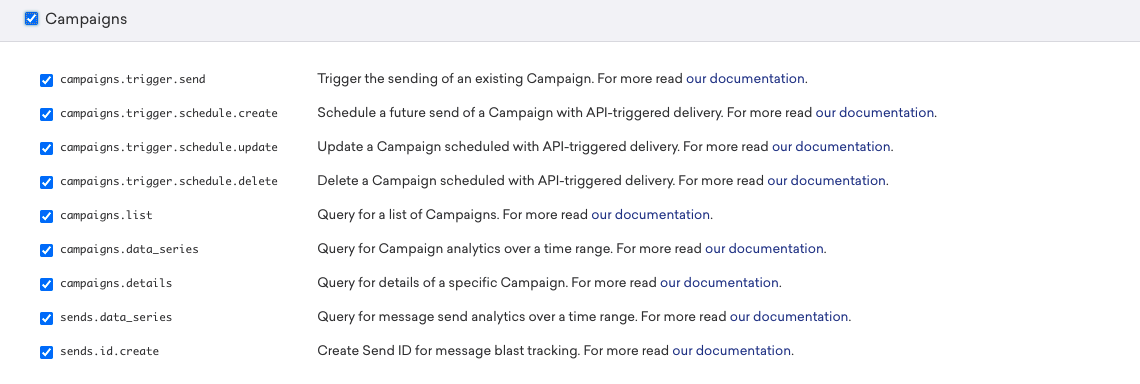 Campaigns
campaigns.trigger.send Trigger the sending of an existing Campaign. For more read our documentation.
campaigns.trigger.schedule.create Schedule a future send of a Campaign with API-triggered delivery. For more read our documentation.
campaigns.trigger.schedule.update Update a Campaign scheduled with API-triggered delivery. For more read our documentation.
campaigns.trigger.schedule.delete Delete a Campaign scheduled with API-triggered delivery. For more read our documentation.
campaigns.list Query for a list of Campaigns. For more read our documentation.
campaigns.data_series Query for Campaign analytics over a time range. For more read our documentation.
campaigns.details Query for details of a specific Campaign. For more read our documentation.
sends.data_series Query for message send analytics over a time range. For more read our documentation.
sends.id.create Create Send ID for message blast tracking. For more read our documentation.